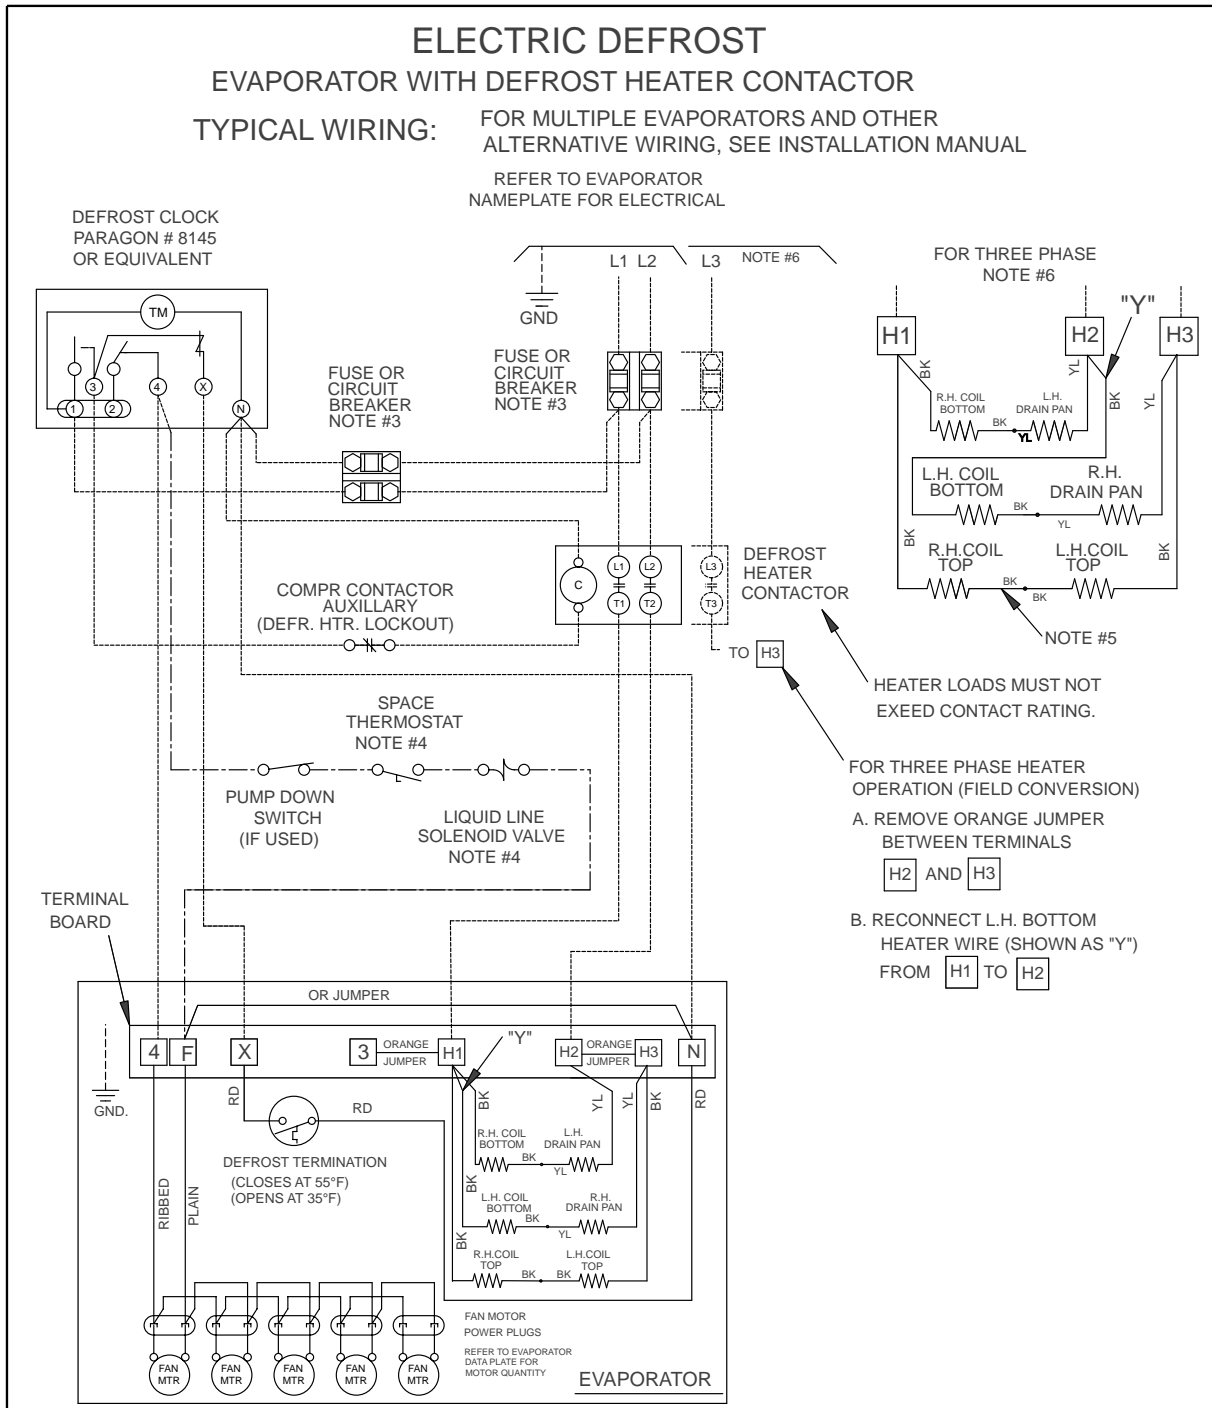 ELECTRIC DEFROST
EVAPORATOR WITH DEFROST HEATER CONTACTOR
TYPICAL WIRING:
FOR MULTIPLE EVAPORATORS AND OTHER
ALTERNATIVE WIRING, SEE INSTALLATION MANUAL
REFER TO EVAPORATOR
NAMEPLATE FOR ELECTRICAL
DEFROST CLOCK
PARAGON # 8145
OR EQUIVALENT
TM
3
4
X
1
2
N
L1 L2 L3
NOTE #6
GND
FUSE OR
CIRCUIT
BREAKER
NOTE #3
FUSE OR
CIRCUIT
BREAKER
NOTE #3
FOR THREE PHASE
NOTE #6
"Y"
H1
H2
H3
BK
YL
BK
YL
R.H. COIL
BOTTOM
L.H.
DRAIN PAN
BK
YL
L.H. COIL
BOTTOM
R.H.
DRAIN PAN
BK
YL
BK
BK
R.H.COIL
TOP
L.H.COIL
TOP
BK
BK
NOTE #5
C
L1
L2
L3
T1
T2
T3
DEFROST
HEATER
CONTACTOR
TO H3
COMPR CONTACTOR
AUXILLARY
(DEFR. HTR. LOCKOUT)
HEATER LOADS MUST NOT
EXEED CONTACT RATING.
SPACE
THERMOSTAT
NOTE #4
PUMP DOWN
SWITCH
(IF USED)
LIQUID LINE
SOLENOID VALVE
NOTE #4
FOR THREE PHASE HEATER
OPERATION (FIELD CONVERSION)
A. REMOVE ORANGE JUMPER
BETWEEN TERMINALS
H2 AND H3
B. RECONNECT L.H. BOTTOM
HEATER WIRE (SHOWN AS "Y")
FROM H1 TO H2
TERMINAL
BOARD
OR JUMPER
"Y"
4
F
X
3
ORANGE
JUMPER
H1
H2
ORANGE
JUMPER
H3
N
GND.
RD
RD
BK
YL
YL
BK
RD
DEFROST TERMINATION
(CLOSES AT 55°F)
(OPENS AT 35°F)
RIBBED
PLAIN
R.H. COIL
BOTTOM
L.H.
DRAIN PAN
BK
YL
BK
L.H. COIL
BOTTOM
R.H.
DRAIN PAN
BK
YL
BK
R.H.COIL
TOP
L.H.COIL
TOP
BK
BK
FAN MOTOR
POWER PLUGS
REFER TO EVAPORATOR
DATA PLATE FOR
MOTOR QUANTITY
FAN
MTR
FAN
MTR
FAN
MTR
FAN
MTR
FAN
MTR
EVAPORATOR